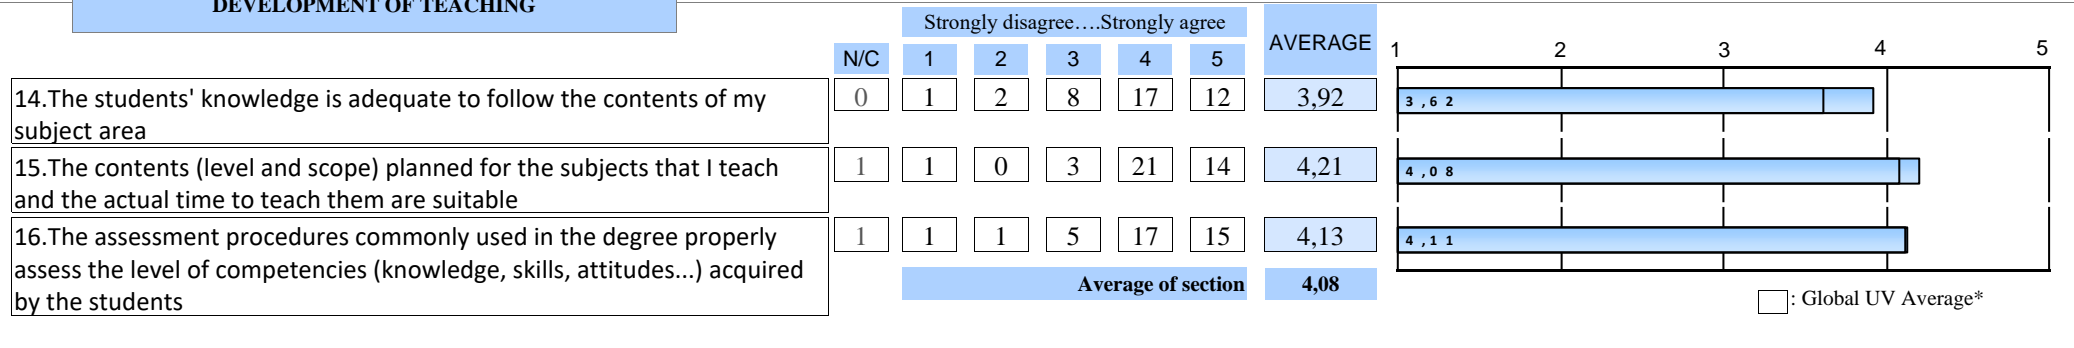 DEVELOPMENT OF TEACHING
Strongly disagree….Strongly agree
AVERAGE
N/C 1 2 3 4 5
1 2 3 4 5
14.The students' knowledge is adequate to follow the contents of my
subject area
0 1 2 8 17 12 3,92
3,62
15.The contents (level and scope) planned for the subjects that I teach
and the actual time to teach them are suitable
1 1 0 3 21 14 4,21
4,08
16.The assessment procedures commonly used in the degree properly
assess the level of competencies (knowledge, skills, attitudes...) acquired
by the students
1 1 1 5 17 15 4,13
4,11
Average of section 4,08
: Global UV Average*